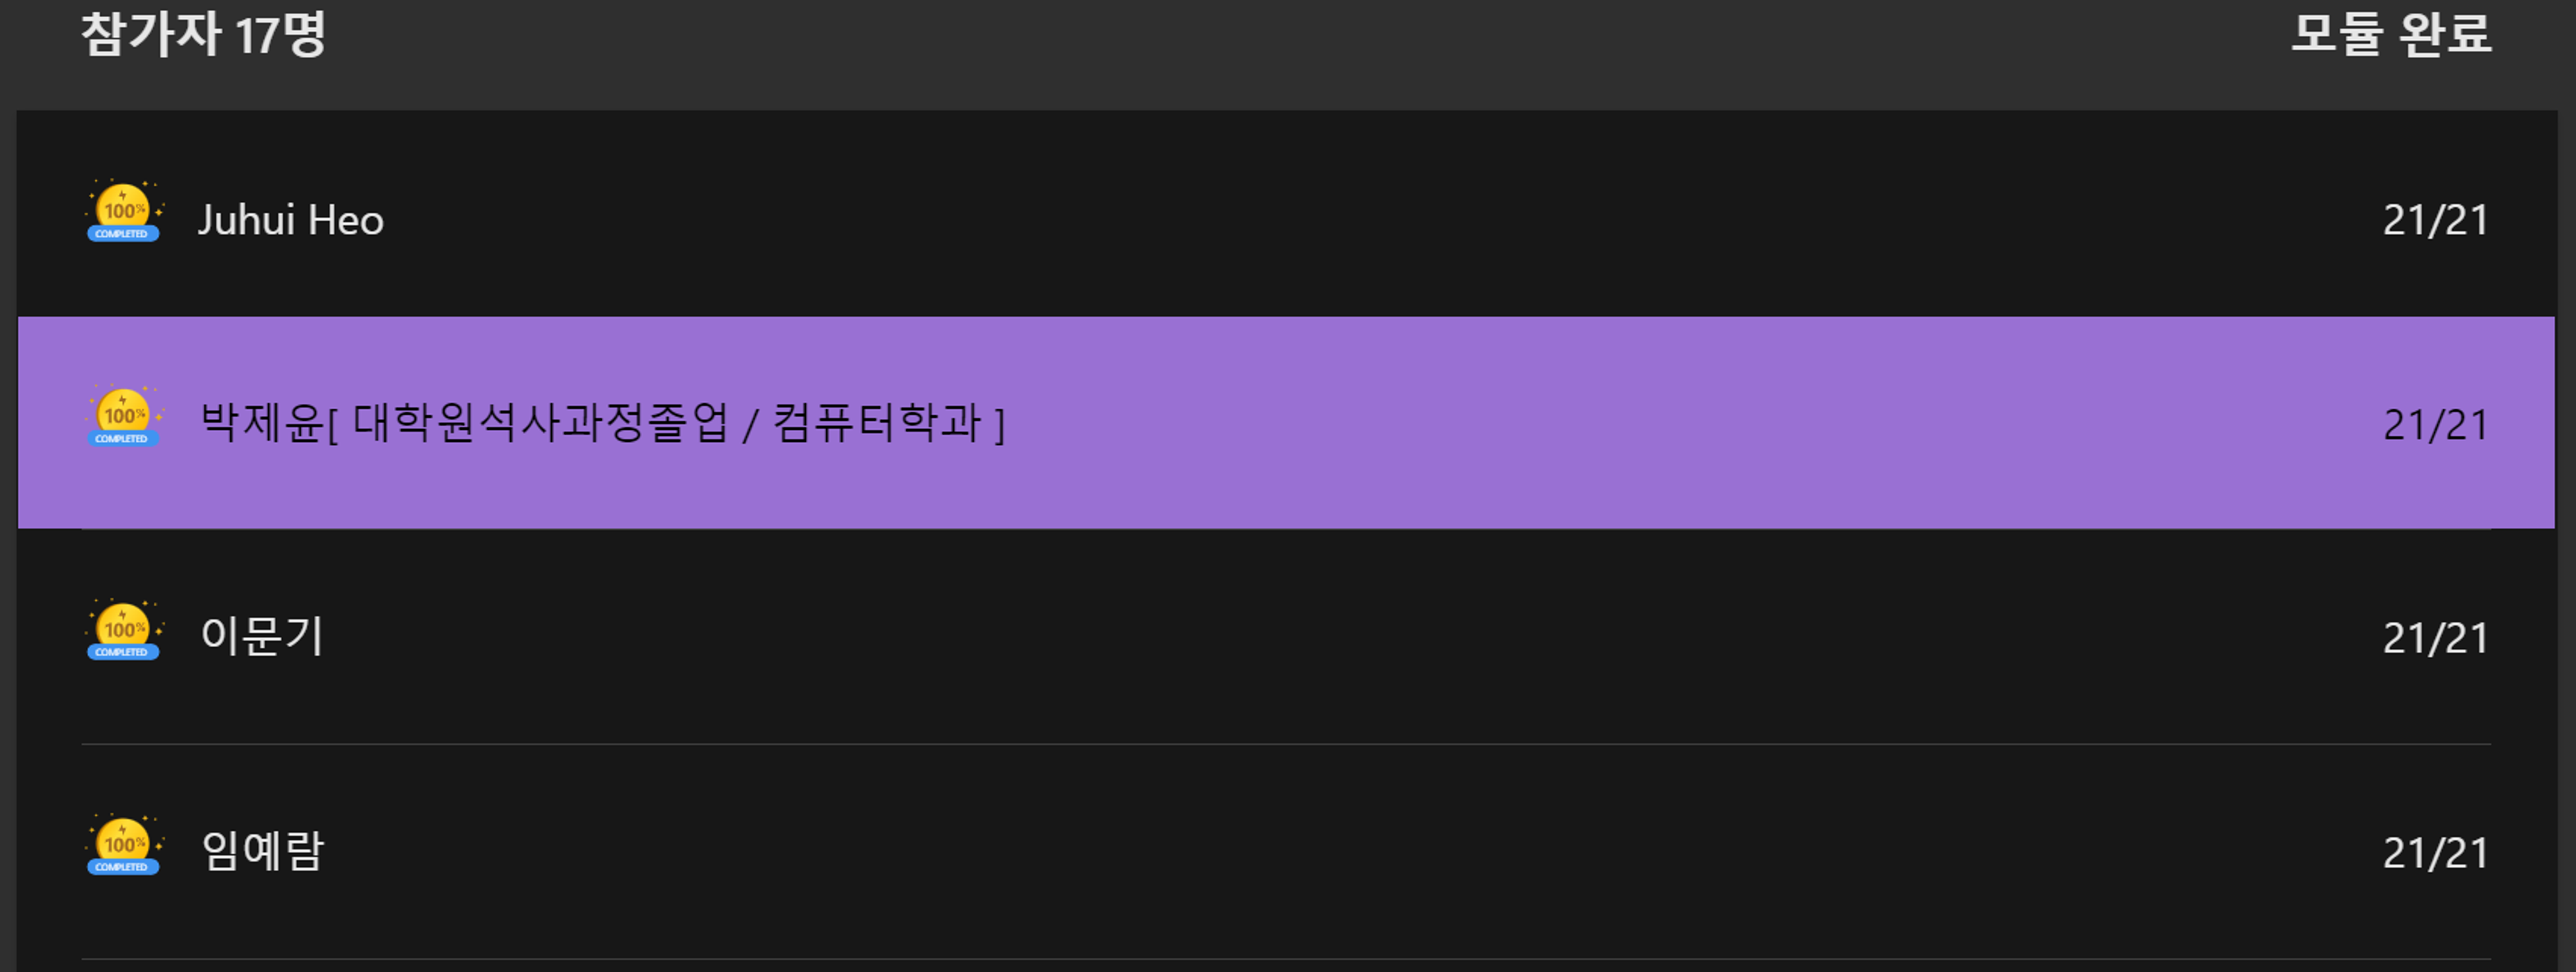 참가자 17명 모듈 완료
100% COMPLETED Juhui Heo 21/21
100% COMPLETED 박제윤[ 대학원석사과정졸업 / 컴퓨터학과 ] 21/21
100% COMPLETED 이문기 21/21
100% COMPLETED 임예람 21/21